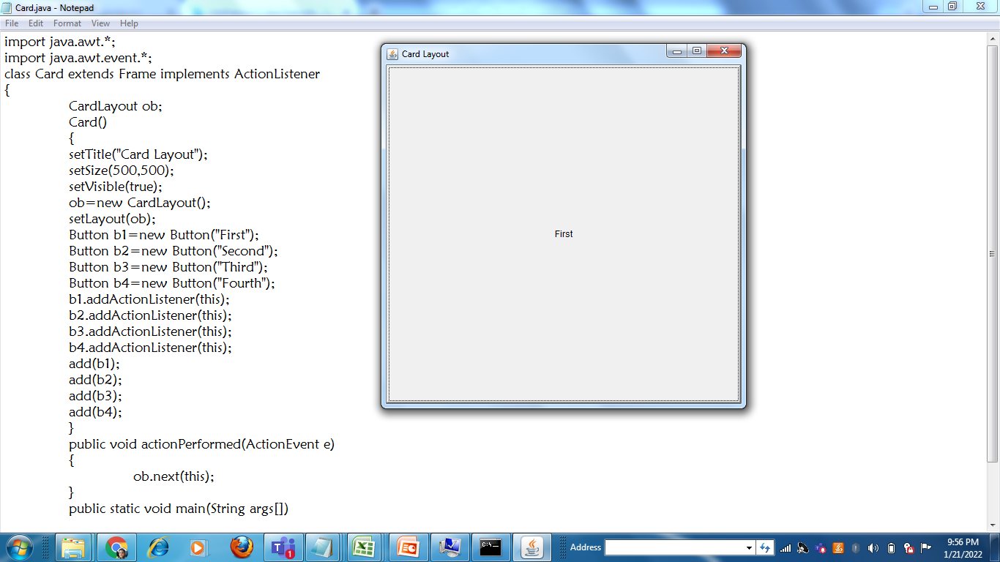 Card.java - Notepad
File Edit Format View Help
import java.awt.*;
import java.awt.event.*;
class Card extends Frame implements ActionListener
{
CardLayout ob;
Card()
{
setTitle("Card Layout");
setSize(500,500);
setVisible(true);
ob=new CardLayout();
setLayout(ob);
Button b1=new Button("First");
Button b2=new Button("Second");
Button b3=new Button("Third");
Button b4=new Button("Fourth");
b1.addActionListener(this);
b2.addActionListener(this);
b3.addActionListener(this);
b4.addActionListener(this);
add(b1);
add(b2);
add(b3);
add(b4);
}
public void actionPerformed(ActionEvent e)
{
ob.next(this);
}
public static void main(String args[])
Card Layout
First
1
C:\_
Address
9:56 PM
1/21/2022